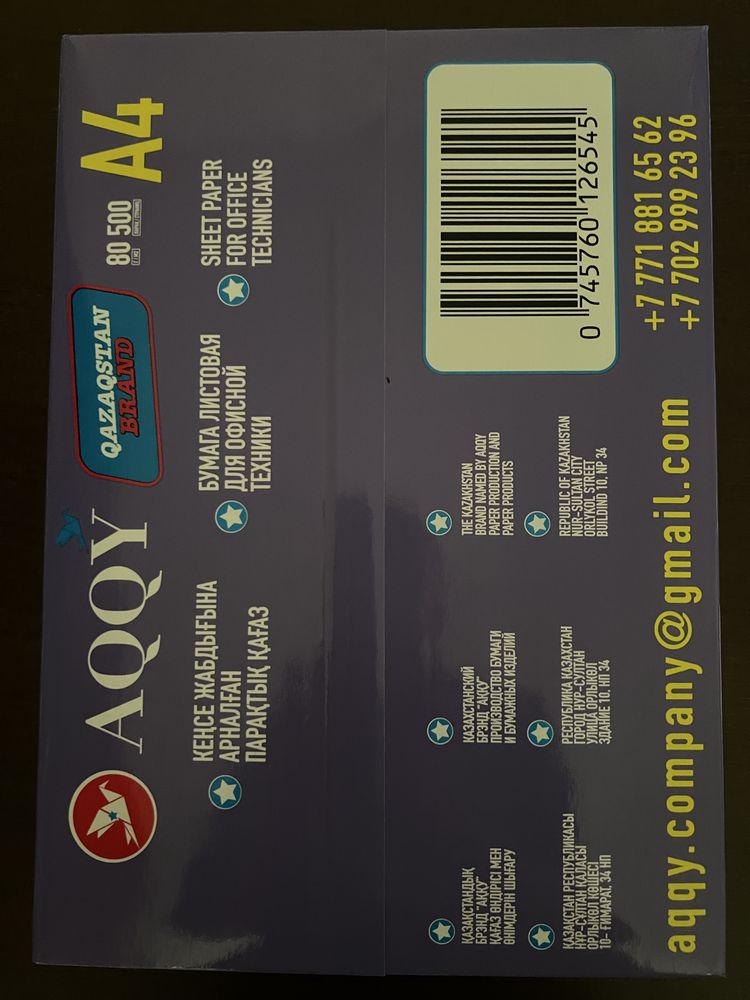 AQQY
QAZAQSTAN
BRAND
80 500
A4
КЕҢСЕ ЖАБДЫҒЫНА
АРНАЛҒАН
ПАРАҚТЫҚ ҚАҒАЗ
БУМАГА ЛИСТОВАЯ
ДЛЯ ОФИСНОЙ
ТЕХНИКИ
SHEET PAPER
FOR OFFICE
TECHNICIANS
ҚАЗАҚСТАНДЫҚ
БРЭНД "АККУ"
ҚАҒАЗ ӨНДІРІСІ МЕН
ӨНІМДЕРІН ШЫҒАРУ
КАЗАХСТАНСКИЙ
БРЭНД "АККУ"
ПРОИЗВОДСТВО БУМАГИ
И БУМАЖНЫХ ИЗДЕЛИЙ
THE KAZAKISTAN
BRAND NAMED BY AQQY
PAPER PRODUCTION AND
PAPER PRODUCTS
ҚАЗАҚСТАН РЕСПУБЛИКАСЫ
НҰР-СҰЛТАН ҚАЛАСЫ
ОРЛЫКӨЛ КӨШЕСІ
10- ҒИМАРАТ, 34 НП
РЕСПУБЛИКА КАЗАХСТАН
ГОРОД НУР-СУЛТАН
УЛИЦА ОРЛЫКОЛ
ЗДАНИЕ 10, НП 34
REPUBLIC OF KAZAKHSTAN
NUR-SULTAN CITY
ORLYKOL STREET
BUILDIND 10, NP 34
0 745760 126545
aqqy.company@gmail.com
+7 771 881 65 62
+7 702 999 23 96